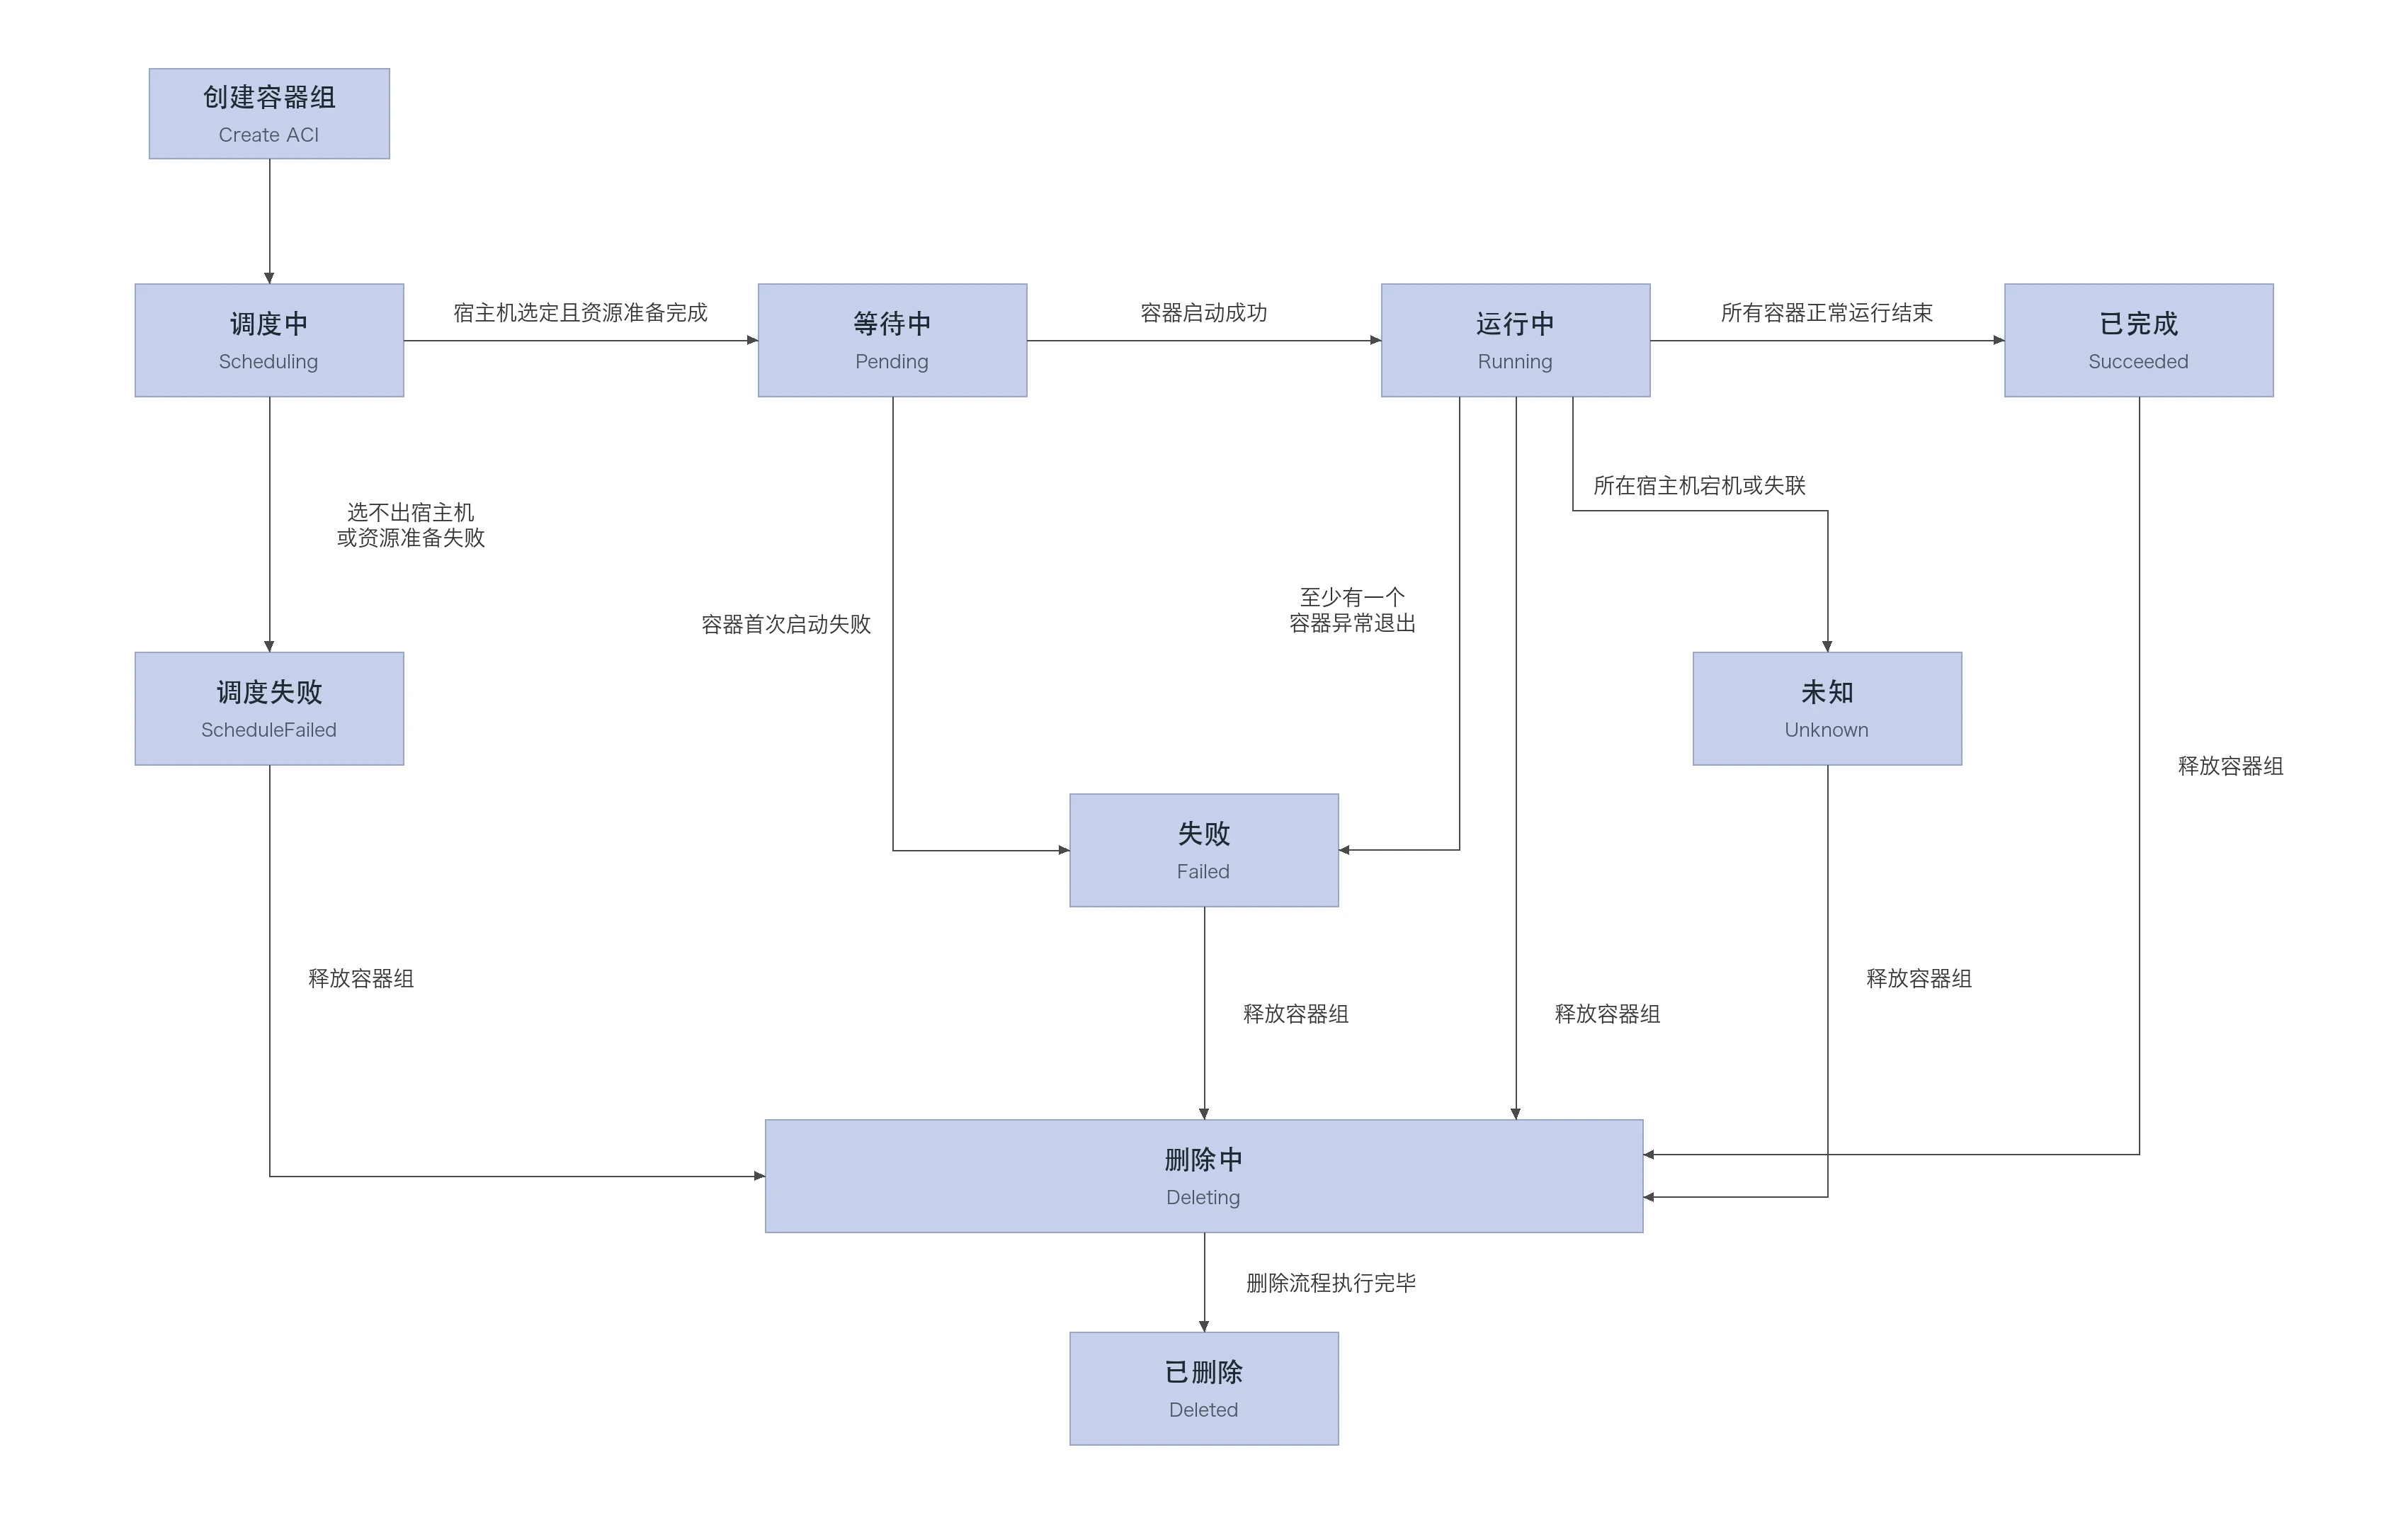 创建容器组
Create ACI
调度中
Scheduling
宿主机选定且资源准备完成
等待中
Pending
容器启动成功
运行中
Running
所有容器正常运行结束
已完成
Succeeded
选不出宿主机
或资源准备失败
容器首次启动失败
至少有一个
容器异常退出
所在宿主机宕机或失联
调度失败
ScheduleFailed
未知
Unknown
释放容器组
失败
Failed
释放容器组
释放容器组
释放容器组
释放容器组
删除中
Deleting
删除流程执行完毕
已删除
Deleted